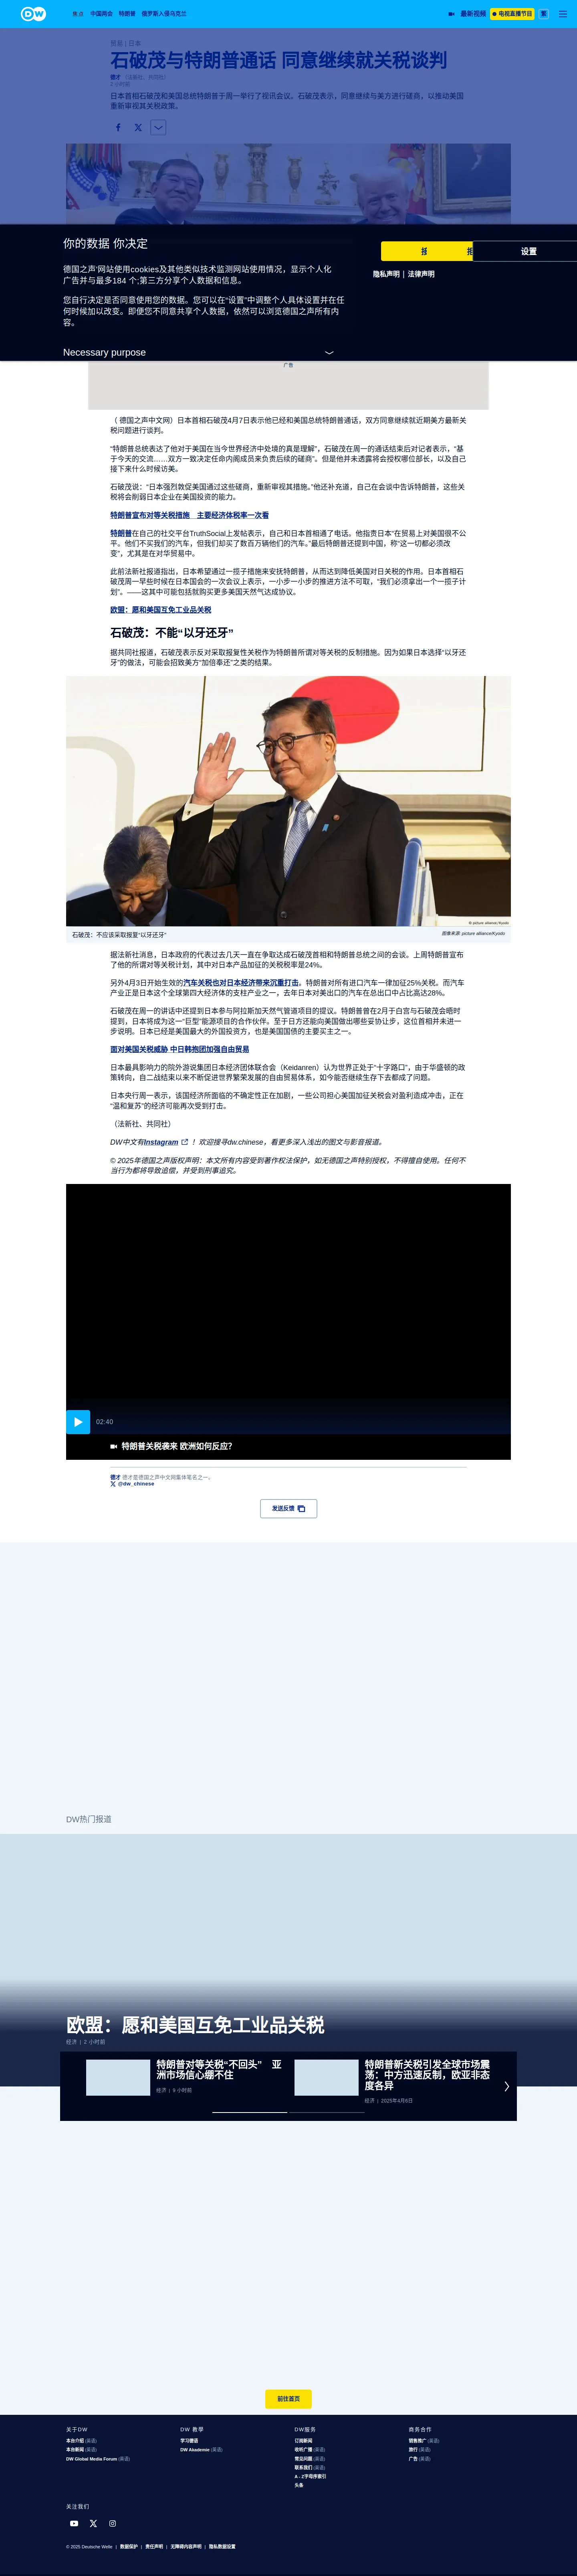 DW
焦点 中国两会 特朗普 俄罗斯入侵乌克兰
最新视频 电视直播节目 繁
贸易 | 日本
石破茂与特朗普通话 同意继续就关税谈判
德才 （法新社、共同社）
2 小时前
日本首相石破茂和美国总统特朗普于周一举行了视讯会议。石破茂表示，同意继续与美方进行磋商，以推动美国
重新审视其关税政策。
你的数据 你决定
设置
德国之声’网站使用cookies及其他类似技术监测网站使用情况，显示个人化
广告并与最多184 个;第三方分享个人数据和信息。
隐私声明 | 法律声明
您自行决定是否同意使用您的数据。您可以在“设置”中调整个人具体设置并在任
何时候加以改变。即便您不同意共享个人数据，依然可以浏览德国之声所有内
容。
Necessary purpose
广告
（ 德国之声中文网）日本首相石破茂4月7日表示他已经和美国总统特朗普通话，双方同意继续就近期美方最新关
税问题进行谈判。
“特朗普总统表达了他对于美国在当今世界经济中处境的真是理解”，石破茂在周一的通话结束后对记者表示，“基
于今天的交流……双方一致决定任命内阁成员来负责后续的磋商”。但是他并未透露将会授权哪位部长，以及自己
接下来什么时候访美。
石破茂说：“日本强烈敦促美国通过这些磋商，重新审视其措施。”他还补充道，自己在会谈中告诉特朗普，这些关
税将会削弱日本企业在美国投资的能力。
特朗普宣布对等关税措施　主要经济体税率一次看
特朗普在自己的社交平台TruthSocial上发帖表示，自己和日本首相通了电话。他指责日本“在贸易上对美国很不公
平。他们不买我们的汽车，但我们却买了数百万辆他们的汽车。”最后特朗普还提到中国，称“这一切都必须改
变”，尤其是在对华贸易中。
此前法新社报道指出，日本希望通过一揽子措施来安抚特朗普，从而达到降低美国对日关税的作用。日本首相石
破茂周一早些时候在日本国会的一次会议上表示，一小步一小步的推进方法不可取，“我们必须拿出一个一揽子计
划”。——这其中可能包括就购买更多美国天然气达成协议。
欧盟：愿和美国互免工业品关税
石破茂：不能“以牙还牙”
据共同社报道，石破茂表示反对采取报复性关税作为特朗普所谓对等关税的反制措施。因为如果日本选择“以牙还
牙”的做法，可能会招致美方“加倍奉还”之类的结果。
© picture alliance/Kyodo
石破茂：不应该采取报复“以牙还牙”
图像来源: picture alliance/Kyodo
据法新社消息，日本政府的代表过去几天一直在争取达成石破茂首相和特朗普总统之间的会谈。上周特朗普宣布
了他的所谓对等关税计划，其中对日本产品加征的关税税率是24%。
另外4月3日开始生效的汽车关税也对日本经济带来沉重打击。特朗普对所有进口汽车一律加征25%关税。而汽车
产业正是日本这个全球第四大经济体的支柱产业之一，去年日本对美出口的汽车在总出口中占比高达28%。
石破茂在周一的讲话中还提到日本参与阿拉斯加天然气管道项目的提议。特朗普曾在2月于白宫与石破茂会晤时
提到，日本将成为这一“巨型”能源项目的合作伙伴。至于日方还能向美国做出哪些妥协让步，这位首相并未进一
步说明。日本已经是美国最大的外国投资方，也是美国国债的主要买主之一。
面对美国关税威胁 中日韩抱团加强自由贸易
日本最具影响力的院外游说集团日本经济团体联合会（Keidanren）认为世界正处于“十字路口”，由于华盛顿的政
策转向，自二战结束以来不断促进世界繁荣发展的自由贸易体系，如今能否继续生存下去都成了问题。
日本央行周一表示，该国经济所面临的不确定性正在加剧，一些公司担心美国加征关税会对盈利造成冲击，正在
“温和复苏”的经济可能再次受到打击。
（法新社、共同社）
DW中文有Instagram ！欢迎搜寻dw.chinese，看更多深入浅出的图文与影音报道。
© 2025年德国之声版权声明：本文所有内容受到著作权法保护，如无德国之声特别授权，不得擅自使用。任何不
当行为都将导致追偿，并受到刑事追究。
02:40
特朗普关税袭来 欧洲如何反应？
德才 德才是德国之声中文网集体笔名之一。
@dw_chinese
发送反馈
DW热门报道
欧盟：愿和美国互免工业品关税
经济 | 2 小时前
特朗普对等关税“不回头”　亚
洲市场信心绷不住
经济 | 9 小时前
特朗普新关税引发全球市场震
荡：中方迅速反制，欧亚非态
度各异
经济 | 2025年4月6日
前往首页
关于DW
本台介绍 (英语)
本台新闻 (英语)
DW Global Media Forum (英语)
DW 教學
学习德语
DW Akademie (英语)
DW服务
订阅新闻
收听广播 (英语)
常见问题 (英语)
联系我们 (英语)
A - Z字母序索引
头条
商务合作
销售推广 (英语)
旅行 (英语)
广告 (英语)
关注我们
© 2025 Deutsche Welle | 数据保护 | 责任声明 | 无障碍内容声明 | 隐私数据设置